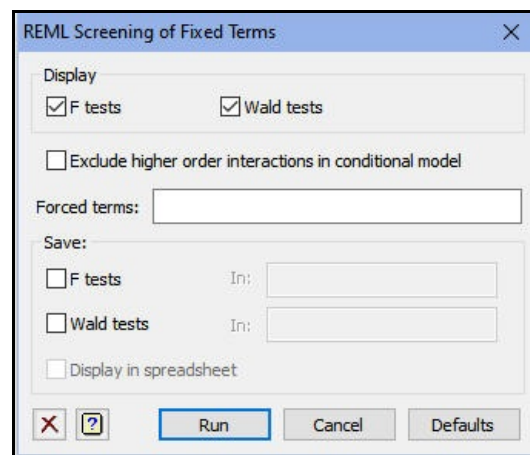 REML Screening of Fixed Terms
Display
F tests
Wald tests
Exclude higher order interactions in conditional model
Forced terms:
Save:
F tests
In:
Wald tests
In:
Display in spreadsheet
Run
Cancel
Defaults